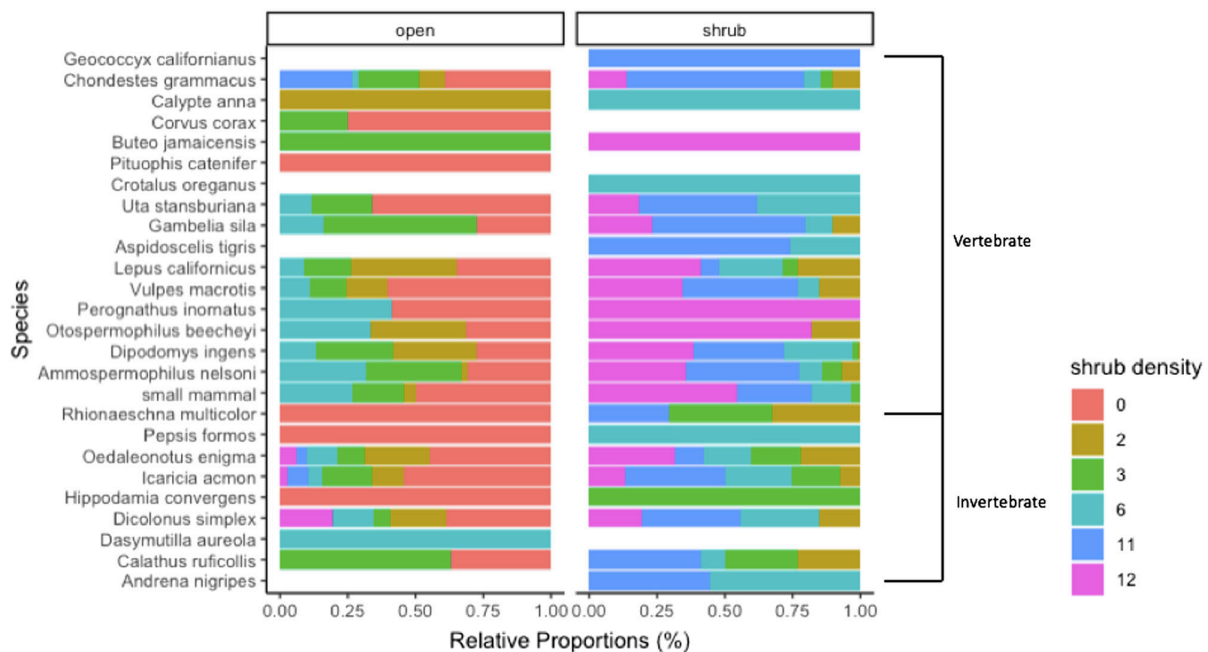 open shrub
Geococcyx californianus
Chondestes grammacus
Calypte anna
Corvus corax
Buteo jamaicensis
Pituophis catenifer
Crotalus oreganus
Uta stansburiana
Gambelia sila
Aspidoscelis tigris
Lepus californicus
Vulpes macrotis
Perognathus inornatus
Otospermophilus beecheyi
Dipodomys ingens
Ammospermophilus nelsoni
small mammal
Rhionaeschna multicolor
Pepsis formos
Oedaleonotus enigma
Icaricia acmon
Hippodamia convergens
Dicolonus simplex
Dasymutilla aureola
Calathus ruficollis
Andrena nigripes
Species
0.00 0.25 0.50 0.75 1.00 0.00 0.25 0.50 0.75 1.00
Relative Proportions (%)
Vertebrate
Invertebrate
shrub density
0
2
3
6
11
12